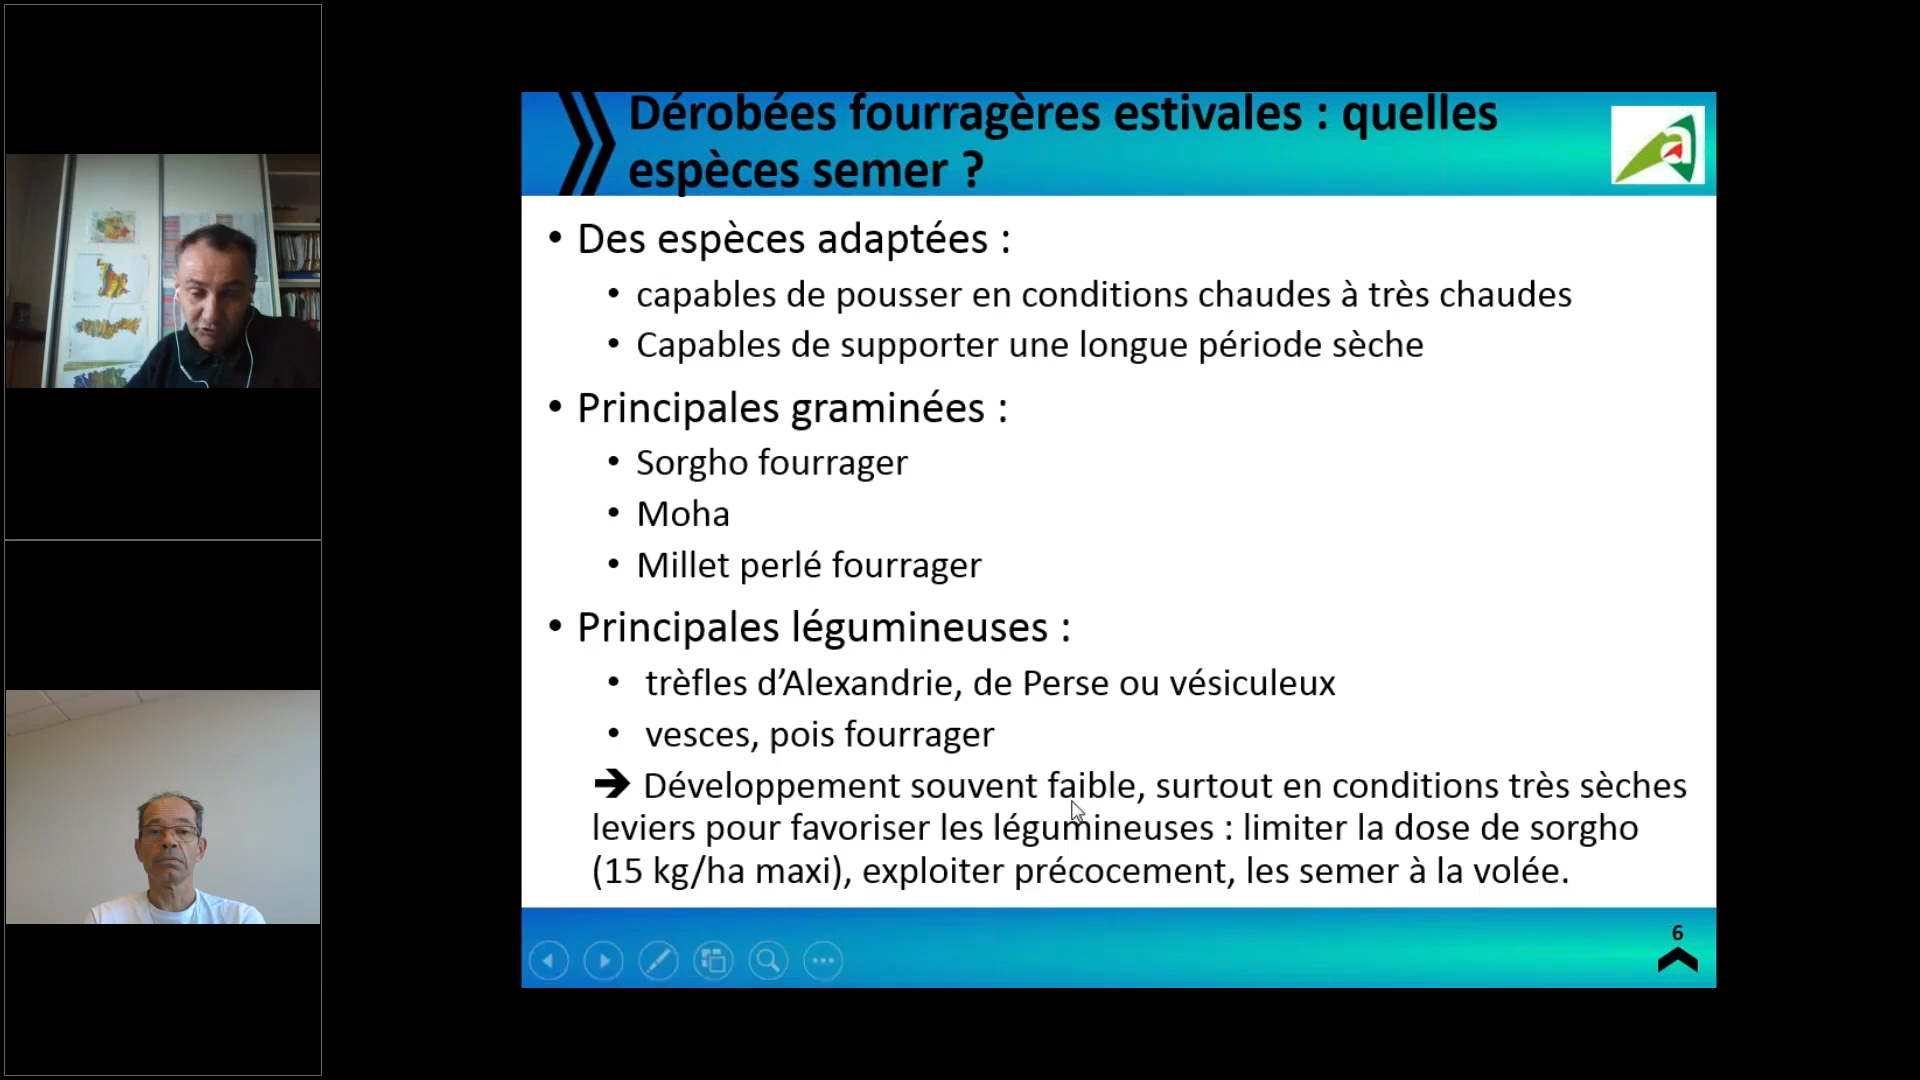 Dérobées fourragères estivales : quelles
espèces semer ?
• Des espèces adaptées :
• capables de pousser en conditions chaudes à très chaudes
• Capables de supporter une longue période sèche
• Principales graminées :
• Sorgho fourrager
• Moha
• Millet perlé fourrager
• Principales légumineuses :
• trèfles d’Alexandrie, de Perse ou vésiculeux
• vesces, pois fourrager
➔ Développement souvent faible, surtout en conditions très sèches
leviers pour favoriser les légumineuses : limiter la dose de sorgho
(15 kg/ha maxi), exploiter précocement, les semer à la volée.
6